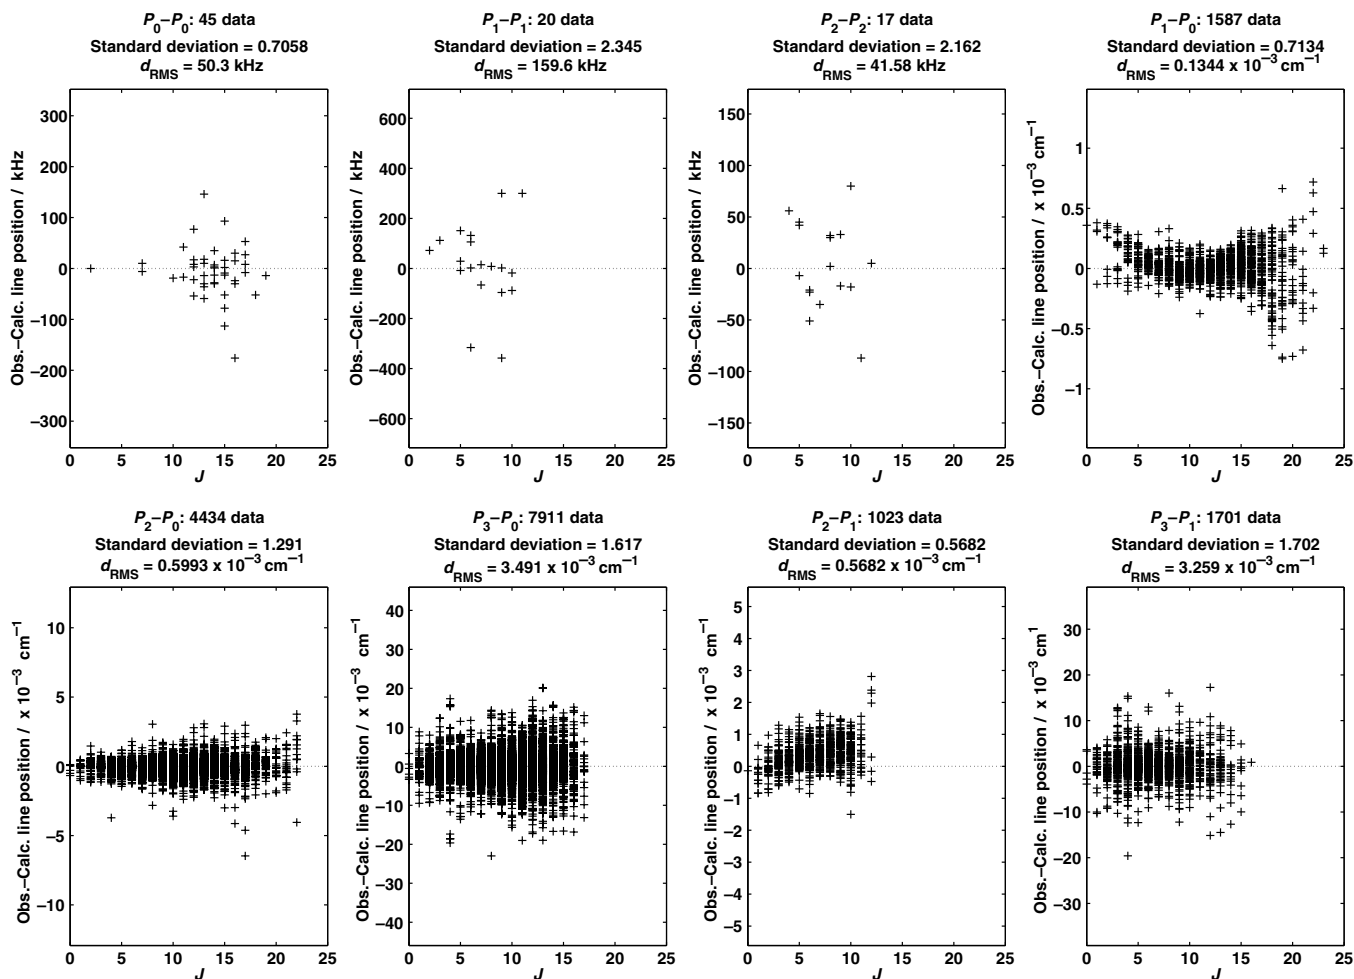 P0–P0: 45 data
Standard deviation = 0.7058
dRMS = 50.3 kHz
Obs.–Calc. line position / kHz
300
200
100
0
−100
−200
−300
0 5 10 15 20 25
J
P1–P1: 20 data
Standard deviation = 2.345
dRMS = 159.6 kHz
Obs.–Calc. line position / kHz
600
400
200
0
−200
−400
−600
0 5 10 15 20 25
J
P2–P2: 17 data
Standard deviation = 2.162
dRMS = 41.58 kHz
Obs.–Calc. line position / kHz
150
100
50
0
−50
−100
−150
0 5 10 15 20 25
J
P1–P0: 1587 data
Standard deviation = 0.7134
dRMS = 0.1344 x 10−3 cm−1
Obs.–Calc. line position / x 10−3 cm−1
1
0.5
0
−0.5
−1
0 5 10 15 20 25
J
P2–P0: 4434 data
Standard deviation = 1.291
dRMS = 0.5993 x 10−3 cm−1
Obs.–Calc. line position / x 10−3 cm−1
10
5
0
−5
−10
0 5 10 15 20 25
J
P3–P0: 7911 data
Standard deviation = 1.617
dRMS = 3.491 x 10−3 cm−1
Obs.–Calc. line position / x 10−3 cm−1
40
30
20
10
0
−10
−20
−30
−40
0 5 10 15 20 25
J
P2–P1: 1023 data
Standard deviation = 0.5682
dRMS = 0.5682 x 10−3 cm−1
Obs.–Calc. line position / x 10−3 cm−1
5
4
3
2
1
0
−1
−2
−3
−4
−5
0 5 10 15 20 25
J
P3–P1: 1701 data
Standard deviation = 1.702
dRMS = 3.259 x 10−3 cm−1
Obs.–Calc. line position / x 10−3 cm−1
30
20
10
0
−10
−20
−30
0 5 10 15 20 25
J